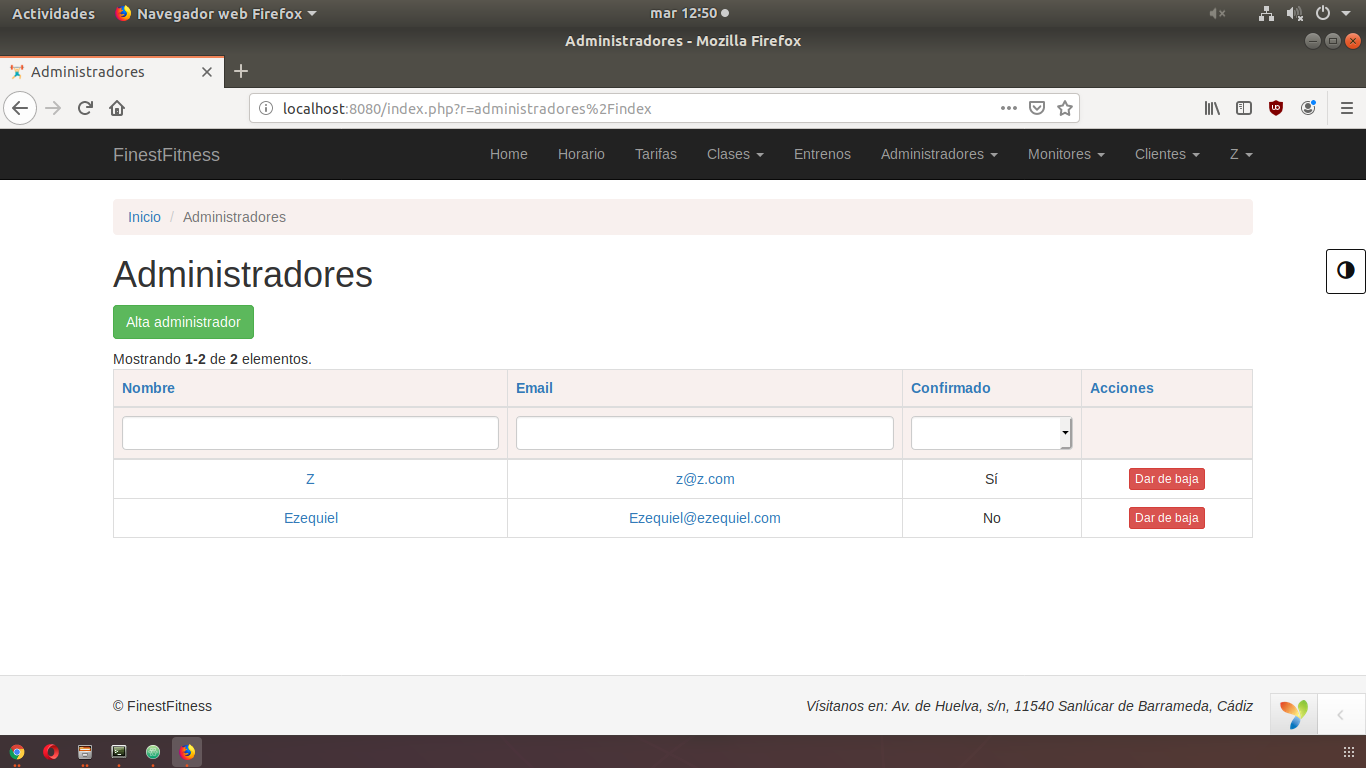 Actividades Navegador web Firefox mar 12:50
Administradores - Mozilla Firefox
Administradores
localhost:8080/index.php?r=administradores%2Findex
FinestFitness Home Horario Tarifas Clases Entrenos Administradores Monitores Clientes Z
Inicio / Administradores
Administradores
Alta administrador
Mostrando 1-2 de 2 elementos.
Nombre Email Confirmado Acciones
Z z@z.com Sí Dar de baja
Ezequiel Ezequiel@ezequiel.com No Dar de baja
© FinestFitness Vísitanos en: Av. de Huelva, s/n, 11540 Sanlúcar de Barrameda, Cádiz